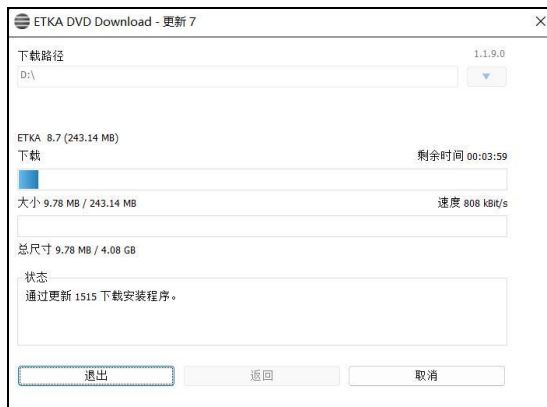 ETKA DVD Download - 更新 7
下载路径 1.1.9.0
D:\
ETKA 8.7 (243.14 MB)
下载 剩余时间 00:03:59
大小 9.78 MB / 243.14 MB 速度 808 kBit/s
总尺寸 9.78 MB / 4.08 GB
状态
通过更新 1515 下载安装程序。
退出 返回 取消